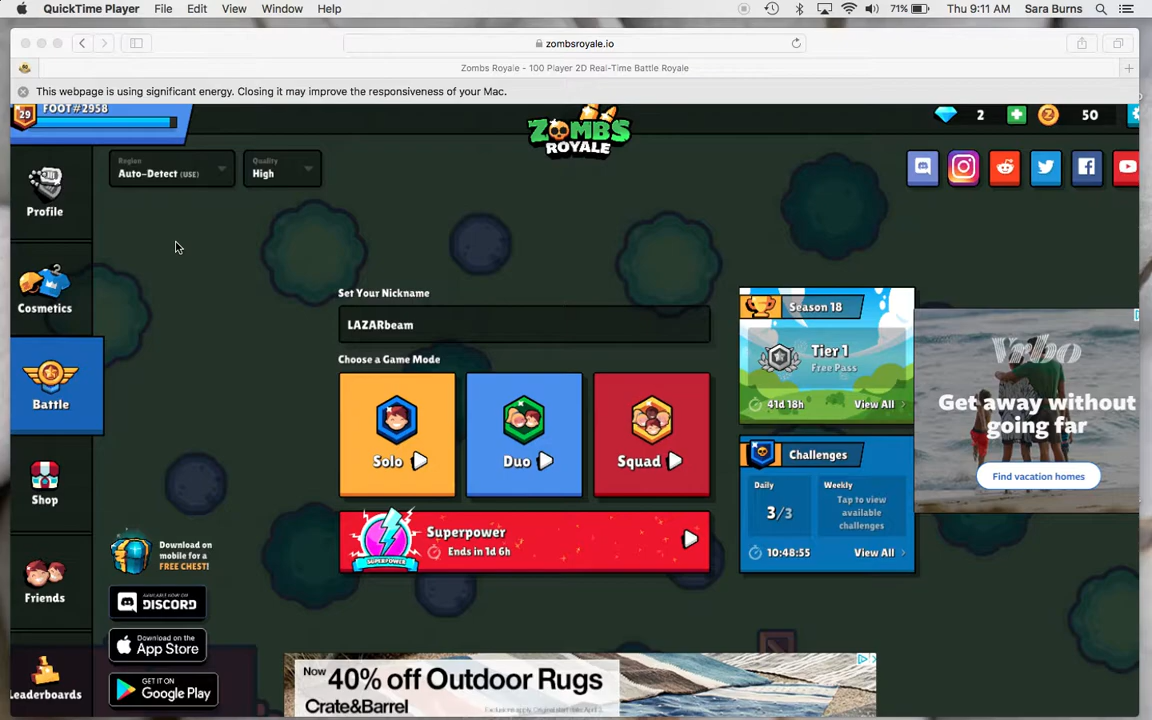 QuickTime Player File Edit View Window Help 71% Thu 9:11 AM Sara Burns
zombsroyale.io
Zombs Royale - 100 Player 2D Real-Time Battle Royale
This webpage is using significant energy. Closing it may improve the responsiveness of your Mac.
29 FOOT#2958
ZOMBS
ROYALE
2 50
Region
Auto-Detect (USE)
Quality
High
Profile
Cosmetics
Battle
Shop
Friends
Leaderboards
Set Your Nickname
LAZARbeam
Choose a Game Mode
Solo
Duo
Squad
SUPERPOWER
Superpower
Ends in 1d 6h
Season 18
Tier 1
Free Pass
41d 18h View All
Challenges
Daily
3/3
Weekly
Tap to view
available
challenges
10:48:55 View All
Vrbo
Get away without
going far
Find vacation homes
Download on
mobile for a
FREE CHEST!
AVAILABLE NOW ON
DISCORD
Download on the
App Store
GET IT ON
Google Play
Now
40% off Outdoor Rugs
Crate&Barrel